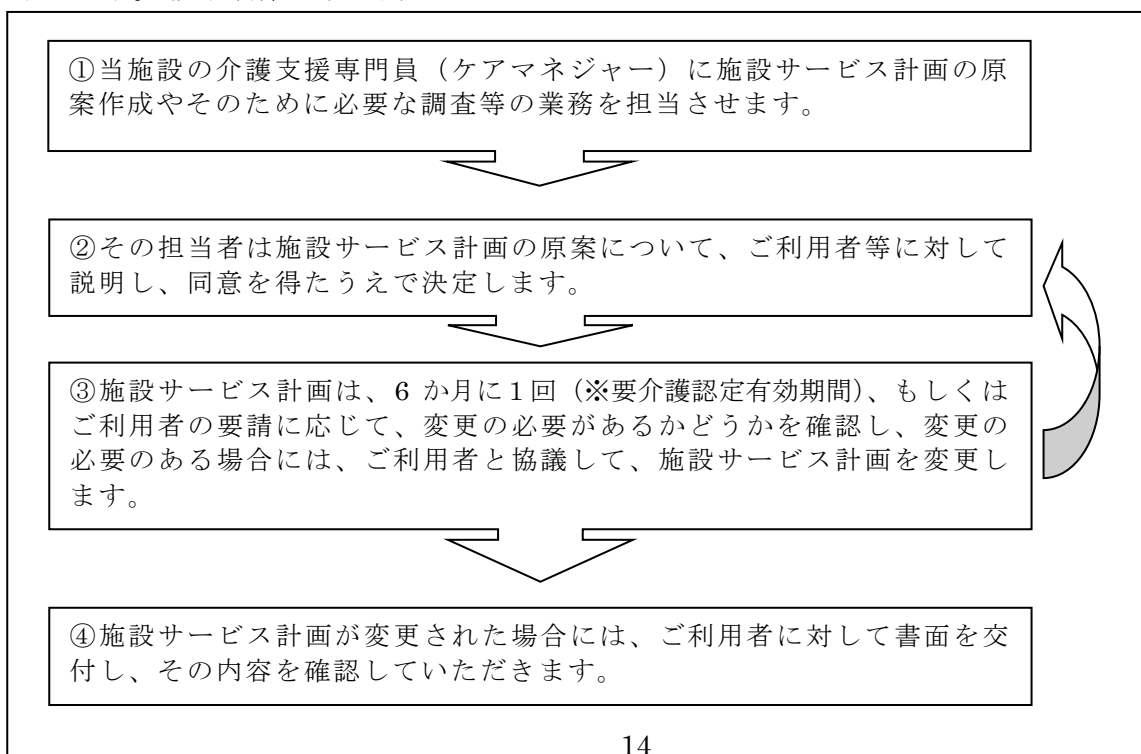 ①当施設の介護支援専門員（ケアマネジャー）に施設サービス計画の原
案作成やそのために必要な調査等の業務を担当させます。
②その担当者は施設サービス計画の原案について、ご利用者等に対して
説明し、同意を得たうえで決定します。
③施設サービス計画は、6 か月に１回（※要介護認定有効期間）、もしくは
ご利用者の要請に応じて、変更の必要があるかどうかを確認し、変更の
必要のある場合には、ご利用者と協議して、施設サービス計画を変更し
ます。
④施設サービス計画が変更された場合には、ご利用者に対して書面を交
付し、その内容を確認していただきます。
14